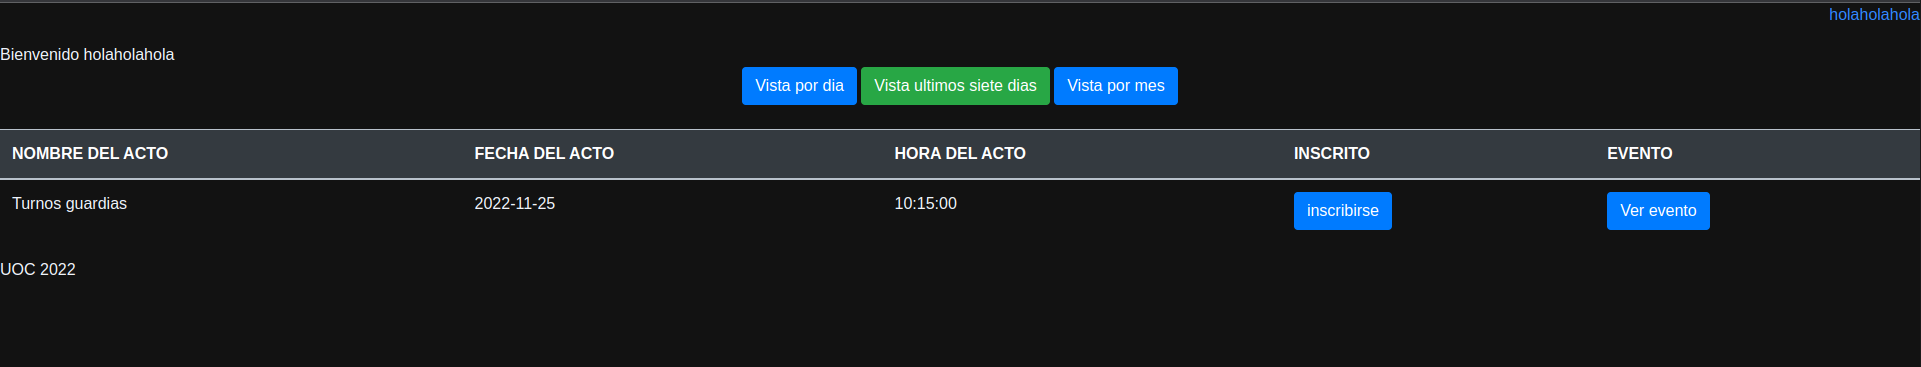 holaholahola
Bienvenido holaholahola
Vista por dia Vista ultimos siete dias Vista por mes
NOMBRE DEL ACTO FECHA DEL ACTO HORA DEL ACTO INSCRITO EVENTO
Turnos guardias 2022-11-25 10:15:00 inscribirse Ver evento
UOC 2022